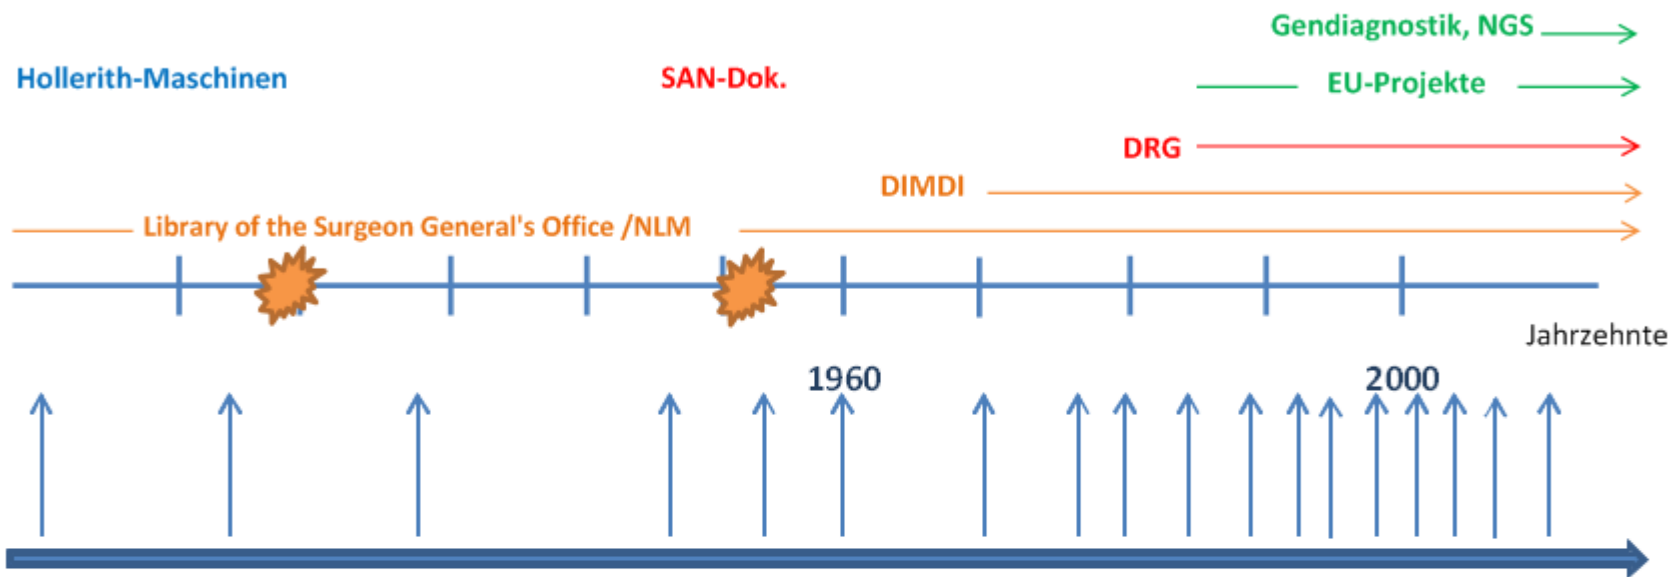 Gendiagnostik, NGS
Hollerith-Maschinen SAN-Dok. EU-Projekte
DRG
DIMDI
Library of the Surgeon General's Office /NLM
Jahrzehnte
1960 2000